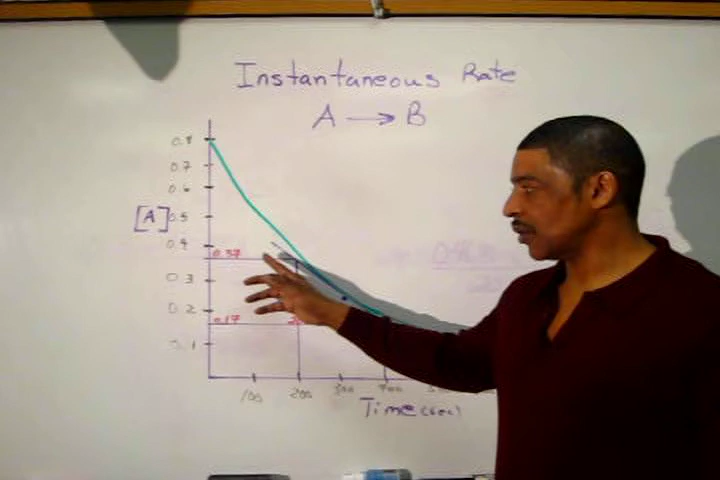 Instantaneous Rate
A → B
0.8
0.7
0.6
[A] 0.5
0.4
0.37
0.3
0.2
0.17
0.1
100 200 300 400
Time (sec)